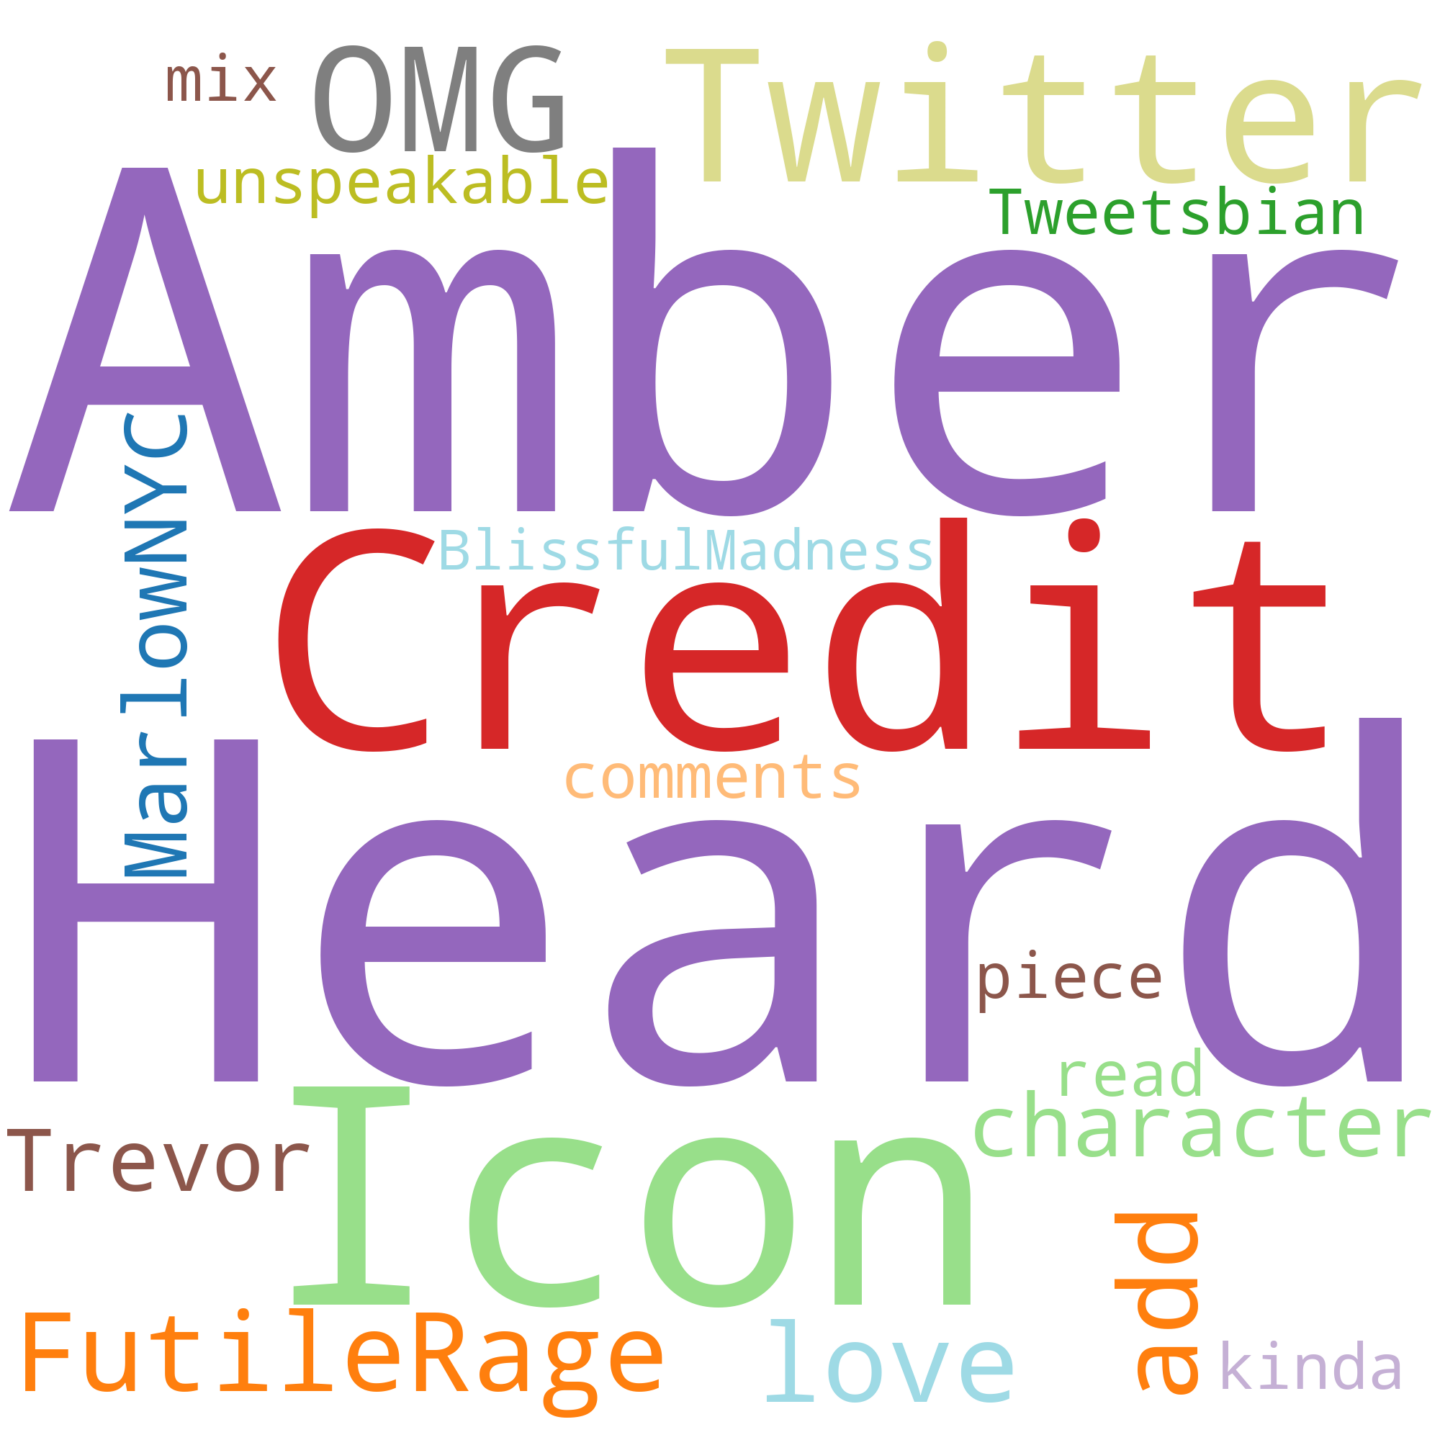 mix
OMG
Twitter
unspeakable
Tweetsbian
Amber
MarlowNYC
BlissfulMadness
Credit
comments
Heard
piece
read
character
Icon
Trevor
add
FutileRage
love
kinda